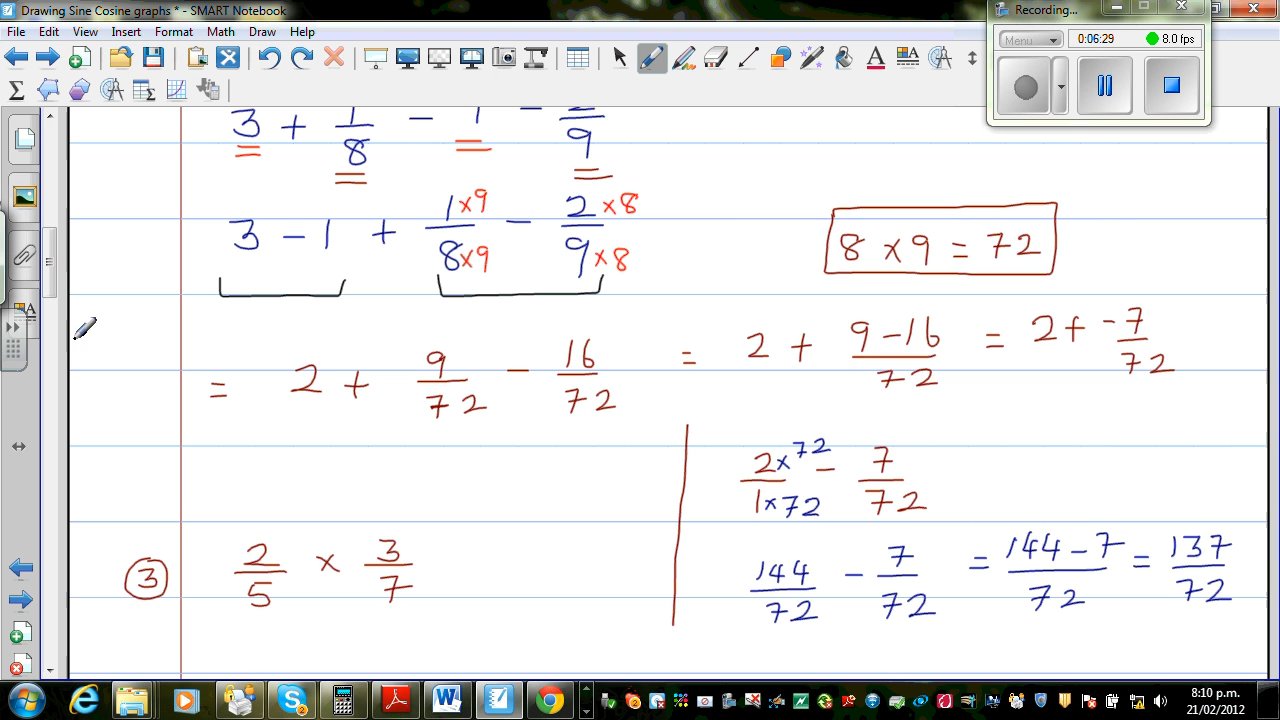 Drawing Sine Cosine graphs * - SMART Notebook
Recording...
File Edit View Insert Format Math Draw Help
Menu 0:06:29 8.0 fps
3 + 1/8 - 1 - 2/9
3 - 1 + 1×9/8×9 - 2×8/9×8
8 × 9 = 72
= 2 + 9/72 - 16/72 = 2 + 9-16/72 = 2 + -7/72
2×72/1×72 - 7/72
③ 2/5 × 3/7
144/72 - 7/72 = 144-7/72 = 137/72
8:10 p.m.
21/02/2012